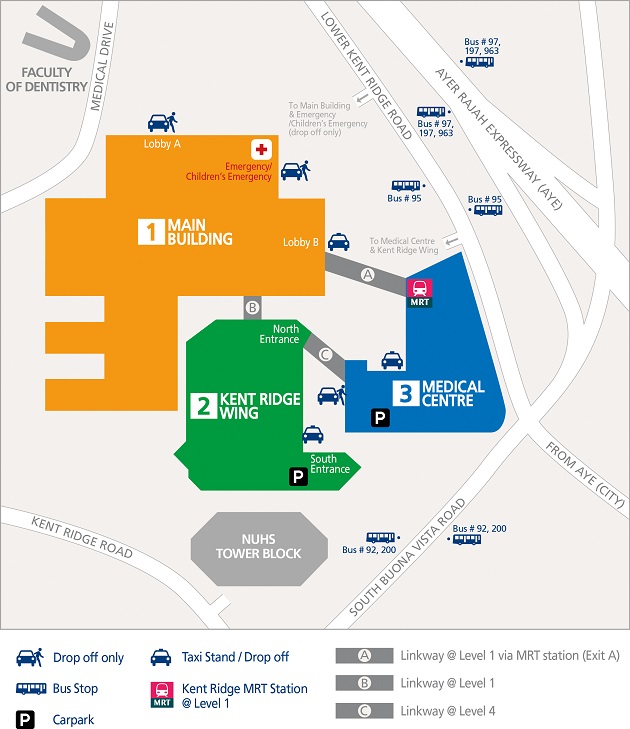 FACULTY
OF DENTISTRY
MEDICAL DRIVE
LOWER KENT RIDGE ROAD
Bus # 97,
197, 963
AYER RAJAH EXPRESSWAY (AYE)
To Main Building
& Emergency
/Children's Emergency
(drop off only)
Bus # 97,
197, 963
Lobby A
Emergency/
Children's Emergency
Bus # 95
Bus # 95
1 MAIN
BUILDING
Lobby B
To Medical Centre
& Kent Ridge Wing
A
MRT
B
North
Entrance
C
2 KENT RIDGE
WING
3 MEDICAL
CENTRE
P
South
Entrance
P
FROM AYE (CITY)
KENT RIDGE ROAD
NUHS
TOWER BLOCK
SOUTH BUONA VISTA ROAD
Bus # 92, 200
Bus # 92, 200
Drop off only
Taxi Stand / Drop off
A Linkway @ Level 1 via MRT station (Exit A)
Bus Stop
MRT
Kent Ridge MRT Station
@ Level 1
B Linkway @ Level 1
P Carpark
C Linkway @ Level 4